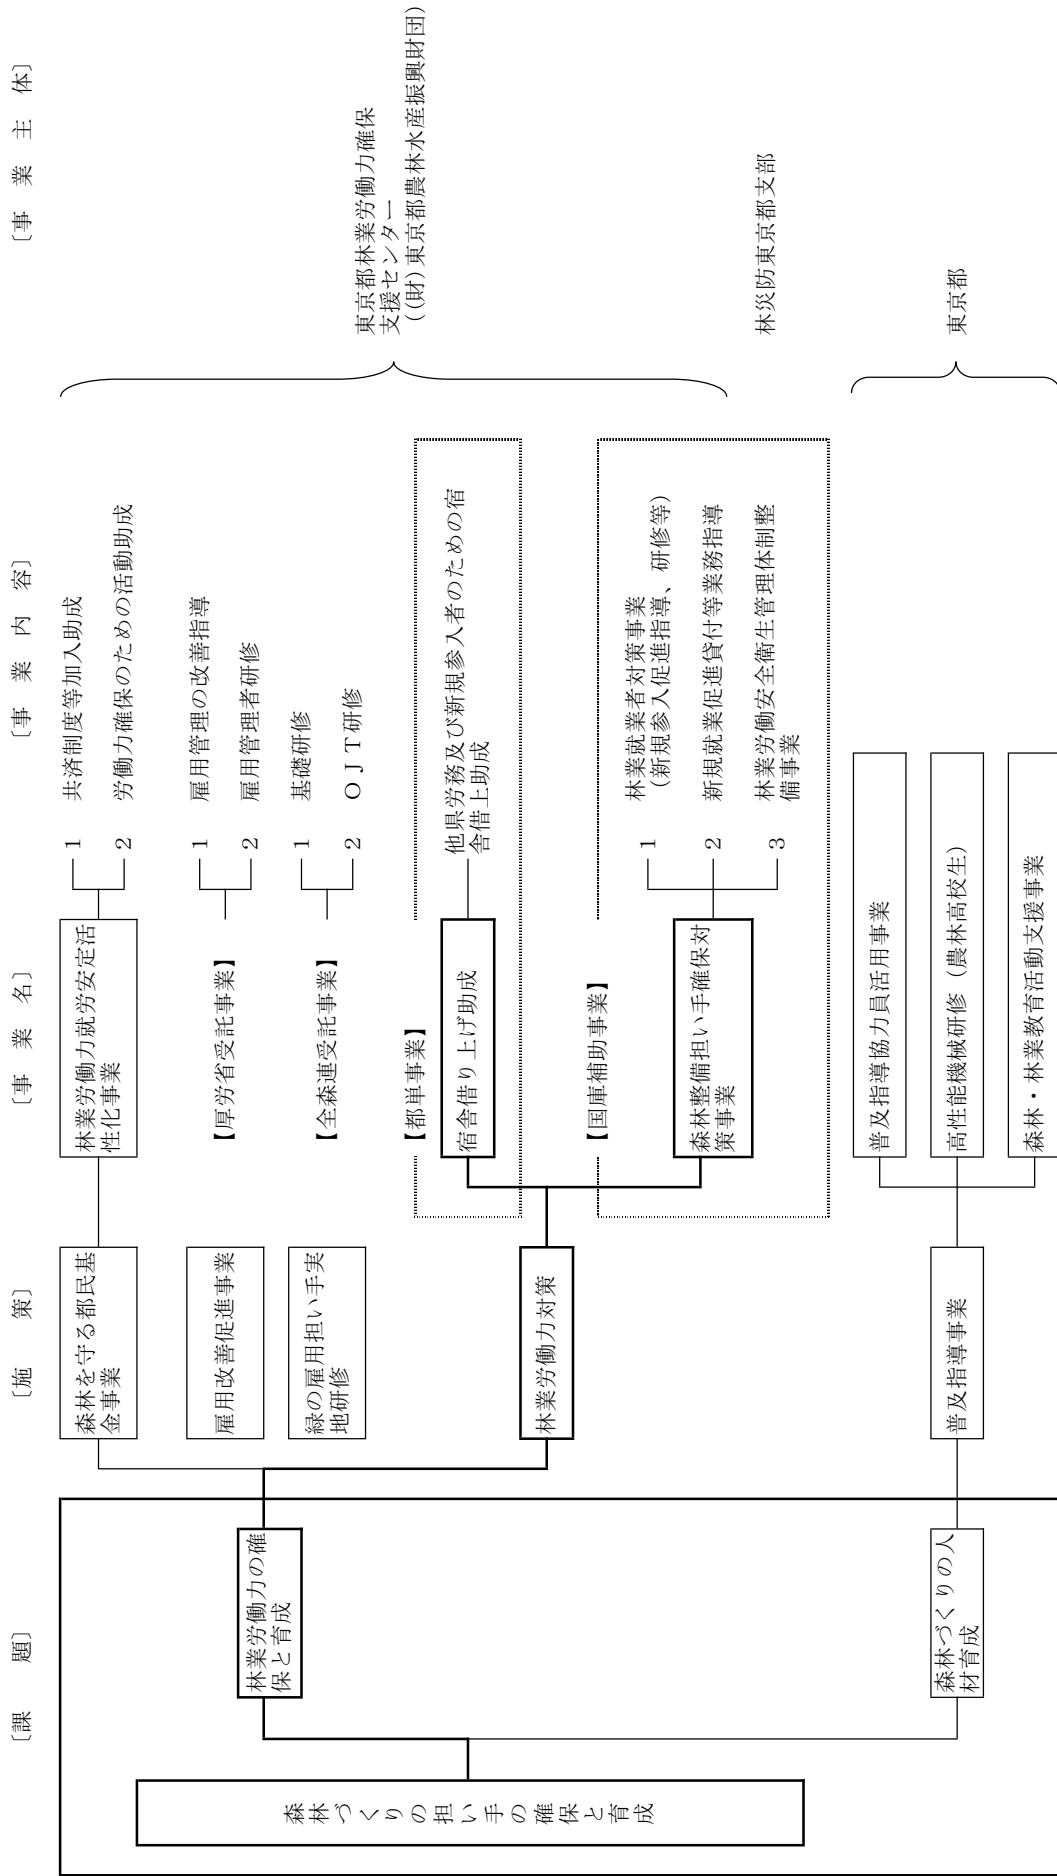 ［課　　題］
［施　　策］
［事　業　名］
［事　業　内　容］
［事　業　主　体］
森林づくりの担い手の確保と育成
林業労働力の確
保と育成
森林づくりの人
材育成
森林を守る都民基
金事業
雇用改善促進事業
緑の雇用担い手実
地研修
林業労働力対策
普及指導事業
林業労働力就労安定活
性化事業
【厚労省受託事業】
【全森連受託事業】
【都単事業】
宿舎借り上げ助成
【国庫補助事業】
森林整備担い手確保対
策事業
普及指導協力員活用事業
高性能機械研修（農林高校生）
森林・林業教育活動支援事業
1　共済制度等加入助成
2　労働力確保のための活動助成
1　雇用管理の改善指導
2　雇用管理者研修
1　基礎研修
2　ＯＪＴ研修
他県労務及び新規参入者のための宿
舎借上助成
1　林業就業者対策事業
（新規参入促進指導、研修等）
2　新規就業促進貸付等業務指導
3　林業労働安全衛生管理体制整
備事業
東京都林業労働力確保
支援センター
（(財)東京都農林水産振興財団）
林災防東京都支部
東京都